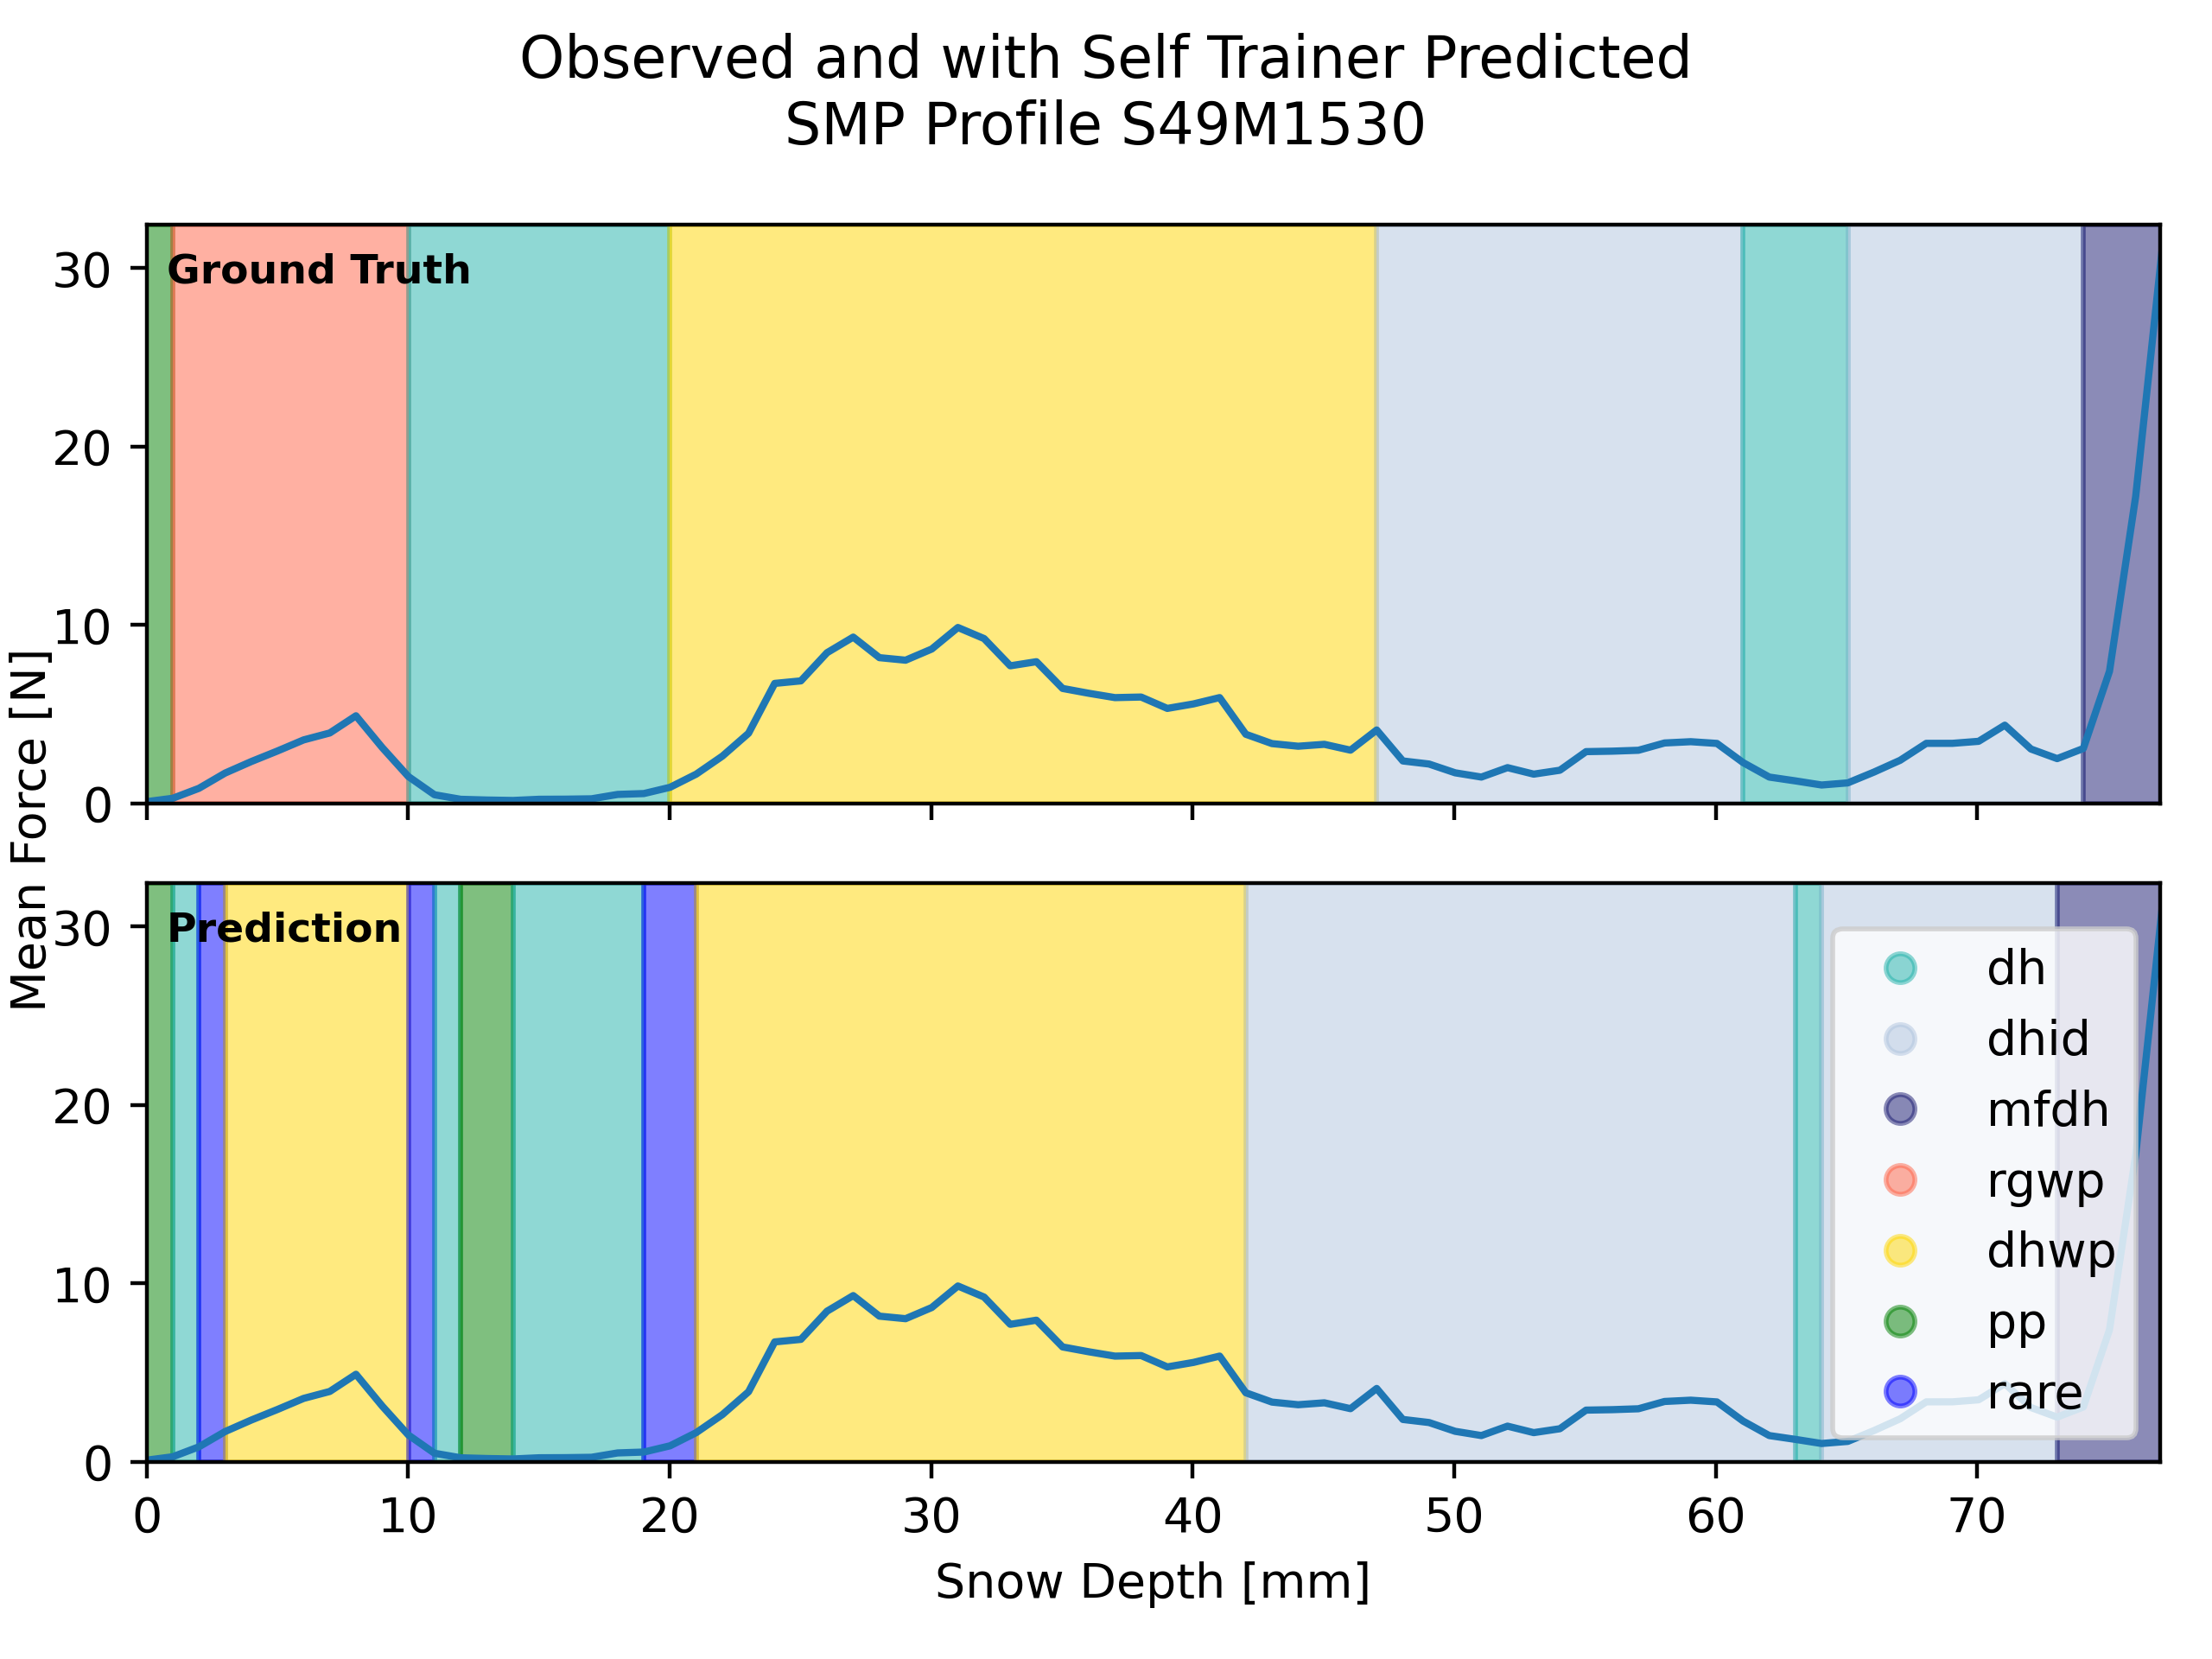 Observed and with Self Trainer Predicted
SMP Profile S49M1530
Mean Force [N]
30
20
10
0
Ground Truth
30
20
10
0
Prediction
dh
dhid
mfdh
rgwp
dhwp
pp
rare
0 10 20 30 40 50 60 70
Snow Depth [mm]